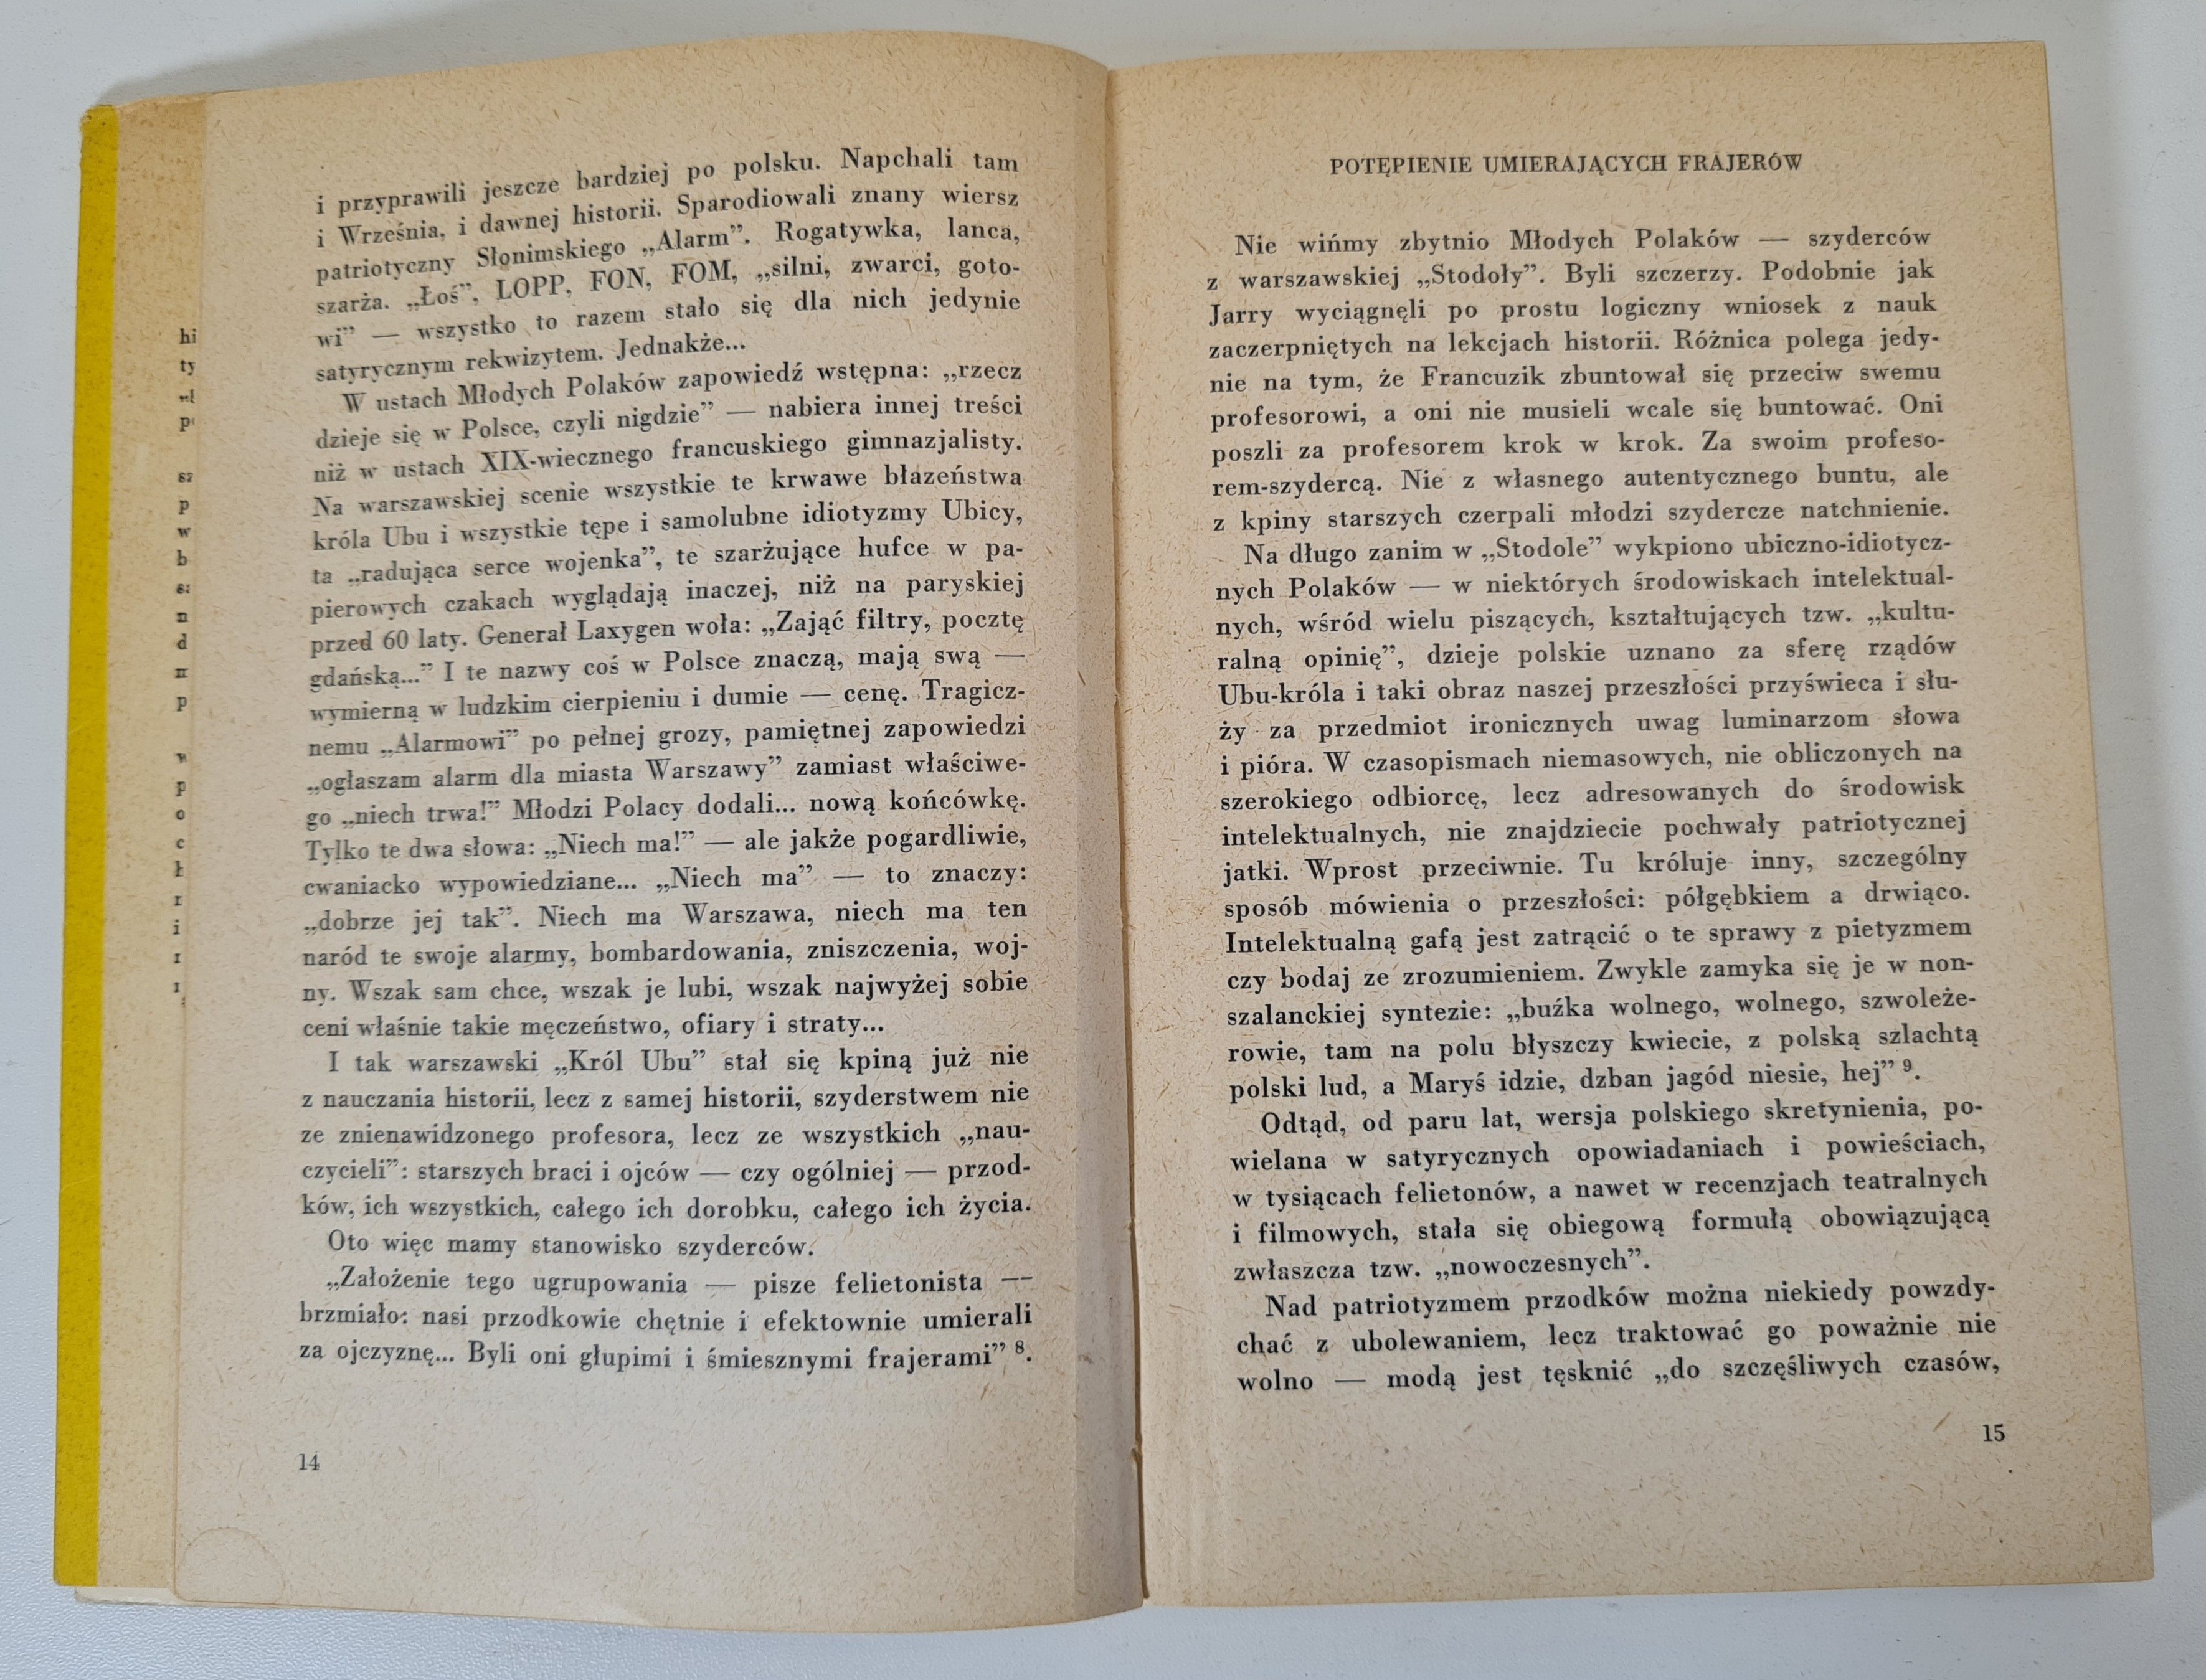 i przyprawili jeszcze bardziej po polsku. Napchali tam
i Września, i dawnej historii. Sparodiowali znany wiersz
patriotyczny Słonimskiego „Alarm”. Rogatywka, lanca,
szarża. „Łoś”, LOPP, FON, FOM, „silni, zwarci, goto-
wi” — wszystko to razem stało się dla nich jedynie
satyrycznym rekwizytem. Jednakże...
W ustach Młodych Polaków zapowiedź wstępna: „rzecz
dzieje się w Polsce, czyli nigdzie” — nabiera innej treści
niż w ustach XIX-wiecznego francuskiego gimnazjalisty.
Na warszawskiej scenie wszystkie te krwawe błazeństwa
króla Ubu i wszystkie tępe i samolubne idiotyzmy Ubicy,
ta „radująca serce wojenka”, te szarżujące hufce w pa-
pierowych czakach wyglądają inaczej, niż na paryskiej
przed 60 laty. Generał Laxygen woła: „Zająć filtry, pocztę
gdańską...” I te nazwy coś w Polsce znaczą, mają swą —
wymierną w ludzkim cierpieniu i dumie — cenę. Tragicz-
nemu „Alarmowi” po pełnej grozy, pamiętnej zapowiedzi
„ogłaszam alarm dla miasta Warszawy” zamiast właściwe-
go „niech trwa!” Młodzi Polacy dodali... nową końcówkę.
Tylko te dwa słowa: „Niech ma!” — ale jakże pogardliwie,
cwaniacko wypowiedziane... „Niech ma” — to znaczy:
„dobrze jej tak”. Niech ma Warszawa, niech ma ten
naród te swoje alarmy, bombardowania, zniszczenia, woj-
ny. Wszak sam chce, wszak je lubi, wszak najwyżej sobie
ceni właśnie takie męczeństwo, ofiary i straty...
I tak warszawski „Król Ubu” stał się kpiną już nie
z nauczania historii, lecz z samej historii, szyderstwem nie
ze znienawidzonego profesora, lecz ze wszystkich „nau-
czycieli”: starszych braci i ojców — czy ogólniej — przod-
ków, ich wszystkich, całego ich dorobku, całego ich życia.
Oto więc mamy stanowisko szyderców.
„Założenie tego ugrupowania — pisze felietonista —
brzmiało: nasi przodkowie chętnie i efektownie umierali
za ojczyznę... Byli oni głupimi i śmiesznymi frajerami” 8.
14
POTĘPIENIE UMIERAJĄCYCH FRAJERÓW
Nie wińmy zbytnio Młodych Polaków — szyderców
z warszawskiej „Stodoły”. Byli szczerzy. Podobnie jak
Jarry wyciągnęli po prostu logiczny wniosek z nauk
zaczerpniętych na lekcjach historii. Różnica polega jedy-
nie na tym, że Francuzik zbuntował się przeciw swemu
profesorowi, a oni nie musieli wcale się buntować. Oni
poszli za profesorem krok w krok. Za swoim profeso-
rem-szydercą. Nie z własnego autentycznego buntu, ale
z kpiny starszych czerpali młodzi szydercze natchnienie.
Na długo zanim w „Stodole” wykpiono ubiczno-idiotycz-
nych Polaków — w niektórych środowiskach intelektual-
nych, wśród wielu piszących, kształtujących tzw. „kultu-
ralną opinię”, dzieje polskie uznano za sferę rządów
Ubu-króla i taki obraz naszej przeszłości przyświeca i słu-
ży za przedmiot ironicznych uwag luminarzom słowa
i pióra. W czasopismach niemasowych, nie obliczonych na
szerokiego odbiorcę, lecz adresowanych do środowisk
intelektualnych, nie znajdziecie pochwały patriotycznej
jatki. Wprost przeciwnie. Tu króluje inny, szczególny
sposób mówienia o przeszłości: półgębkiem a drwiąco.
Intelektualną gafą jest zatrącić o te sprawy z pietyzmem
czy bodaj ze zrozumieniem. Zwykle zamyka się je w non-
szalanckiej syntezie: „buźka wolnego, wolnego, szwoleże-
rowie, tam na polu błyszczy kwiecie, z polską szlachtą
polski lud, a Maryś idzie, dzban jagód niesie, hej” 9.
Odtąd, od paru lat, wersja polskiego skretynienia, po-
wielana w satyrycznych opowiadaniach i powieściach,
w tysiącach felietonów, a nawet w recenzjach teatralnych
i filmowych, stała się obiegową formułą obowiązującą
zwłaszcza tzw. „nowoczesnych”.
Nad patriotyzmem przodków można niekiedy powzdy-
chać z ubolewaniem, lecz traktować go poważnie nie
wolno — modą jest tęsknić „do szczęśliwych czasów,
15